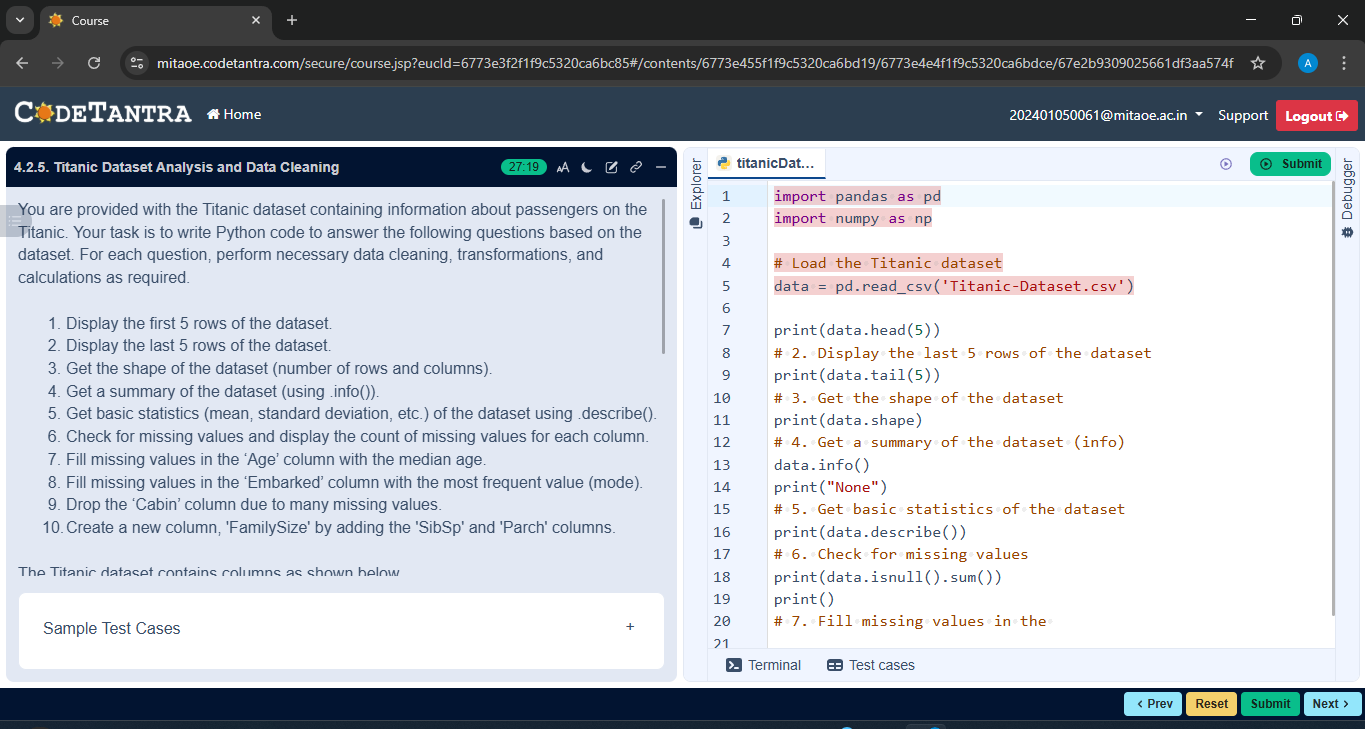 Course
mitaoe.codetantra.com/secure/course.jsp?eucId=6773e3f2f1f9c5320ca6bc85#/contents/6773e455f1f9c5320ca6bd19/6773e4e4f1f9c5320ca6bdce/67e2b9309025661df3aa574f
A
CODETANTRA
Home
202401050061@mitaoe.ac.in
Support
Logout
4.2.5. Titanic Dataset Analysis and Data Cleaning
27:19
AA
You are provided with the Titanic dataset containing information about passengers on the
Titanic. Your task is to write Python code to answer the following questions based on the
dataset. For each question, perform necessary data cleaning, transformations, and
calculations as required.
1. Display the first 5 rows of the dataset.
2. Display the last 5 rows of the dataset.
3. Get the shape of the dataset (number of rows and columns).
4. Get a summary of the dataset (using .info()).
5. Get basic statistics (mean, standard deviation, etc.) of the dataset using .describe().
6. Check for missing values and display the count of missing values for each column.
7. Fill missing values in the ‘Age’ column with the median age.
8. Fill missing values in the ‘Embarked’ column with the most frequent value (mode).
9. Drop the ‘Cabin’ column due to many missing values.
10. Create a new column, 'FamilySize' by adding the 'SibSp' and 'Parch' columns.
The Titanic dataset contains columns as shown below
Sample Test Cases
+
Explorer
titanicDat...
Submit
Debugger
1 import pandas as pd
2 import numpy as np
3
4 # Load the Titanic dataset
5 data = pd.read_csv('Titanic-Dataset.csv')
6
7 print(data.head(5))
8 # 2. Display the last 5 rows of the dataset
9 print(data.tail(5))
10 # 3. Get the shape of the dataset
11 print(data.shape)
12 # 4. Get a summary of the dataset (info)
13 data.info()
14 print("None")
15 # 5. Get basic statistics of the dataset
16 print(data.describe())
17 # 6. Check for missing values
18 print(data.isnull().sum())
19 print()
20 # 7. Fill missing values in the
21
Terminal
Test cases
< Prev
Reset
Submit
Next >